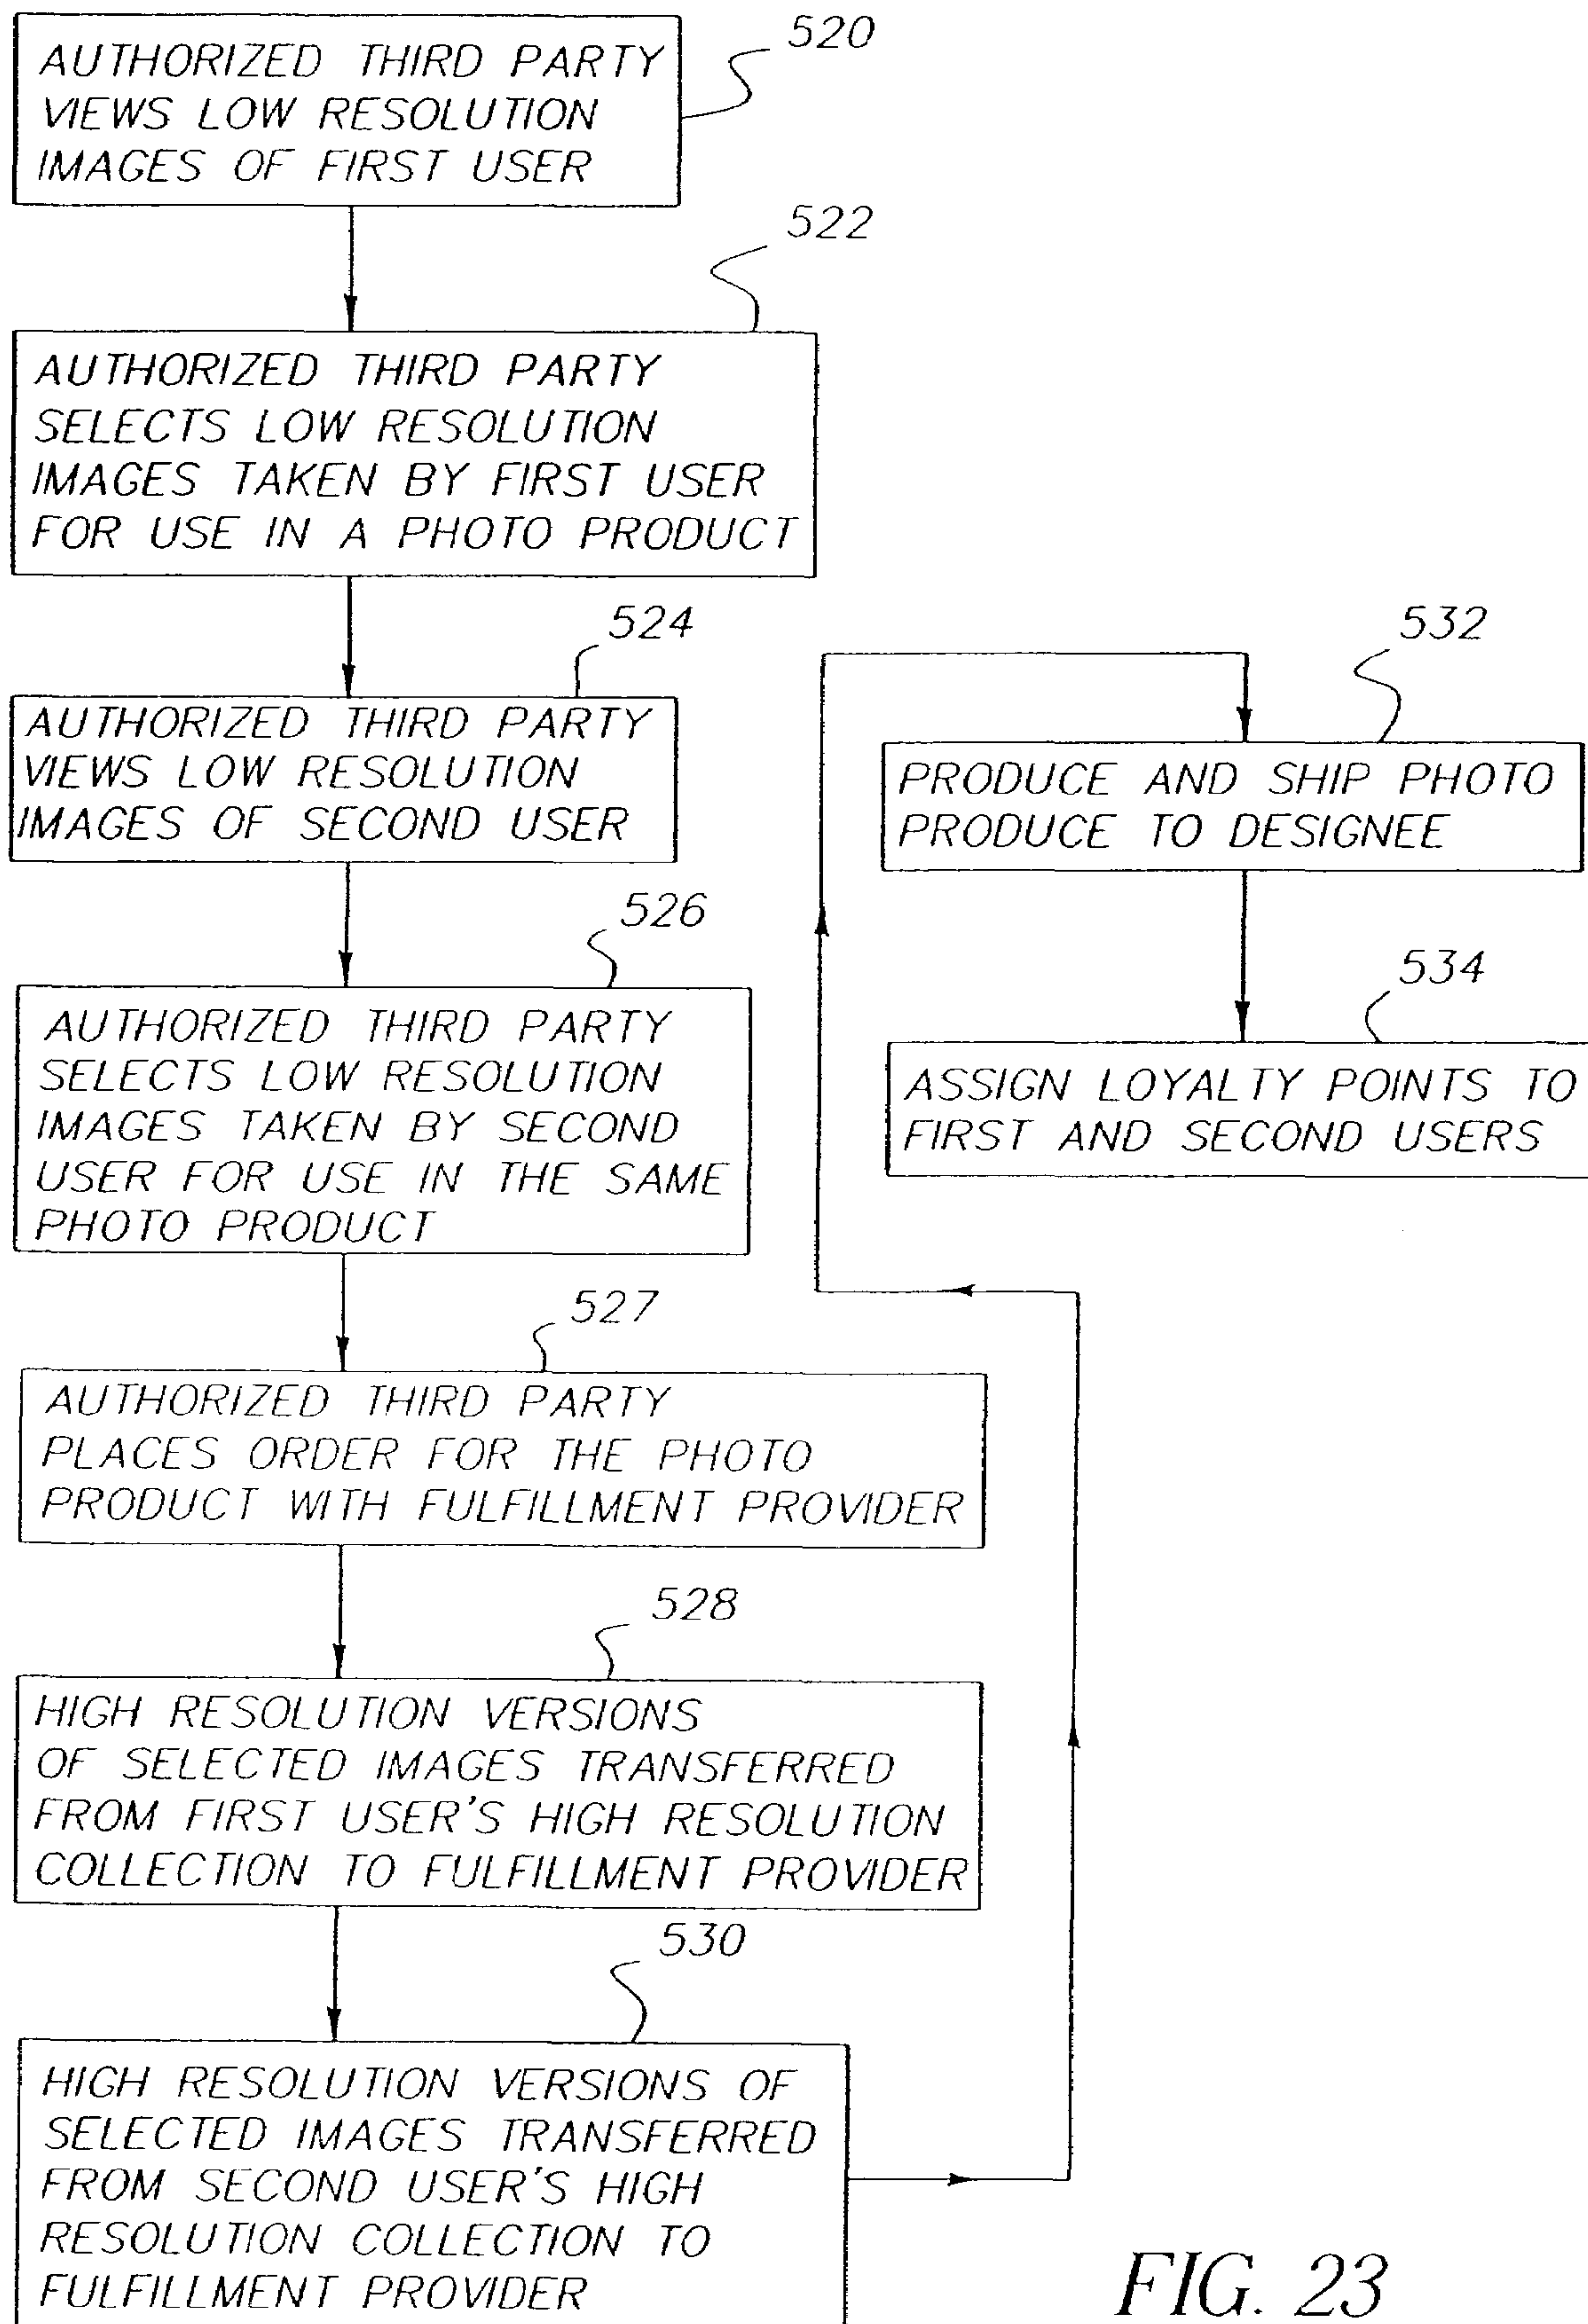 520
AUTHORIZED THIRD PARTY
VIEWS LOW RESOLUTION
IMAGES OF FIRST USER
522
AUTHORIZED THIRD PARTY
SELECTS LOW RESOLUTION
IMAGES TAKEN BY FIRST USER
FOR USE IN A PHOTO PRODUCT
524
AUTHORIZED THIRD PARTY
VIEWS LOW RESOLUTION
IMAGES OF SECOND USER
526
AUTHORIZED THIRD PARTY
SELECTS LOW RESOLUTION
IMAGES TAKEN BY SECOND
USER FOR USE IN THE SAME
PHOTO PRODUCT
527
AUTHORIZED THIRD PARTY
PLACES ORDER FOR THE PHOTO
PRODUCT WITH FULFILLMENT PROVIDER
528
HIGH RESOLUTION VERSIONS
OF SELECTED IMAGES TRANSFERRED
FROM FIRST USER'S HIGH RESOLUTION
COLLECTION TO FULFILLMENT PROVIDER
530
HIGH RESOLUTION VERSIONS OF
SELECTED IMAGES TRANSFERRED
FROM SECOND USER'S HIGH
RESOLUTION COLLECTION TO
FULFILLMENT PROVIDER
532
PRODUCE AND SHIP PHOTO
PRODUCE TO DESIGNEE
534
ASSIGN LOYALTY POINTS TO
FIRST AND SECOND USERS
FIG. 23